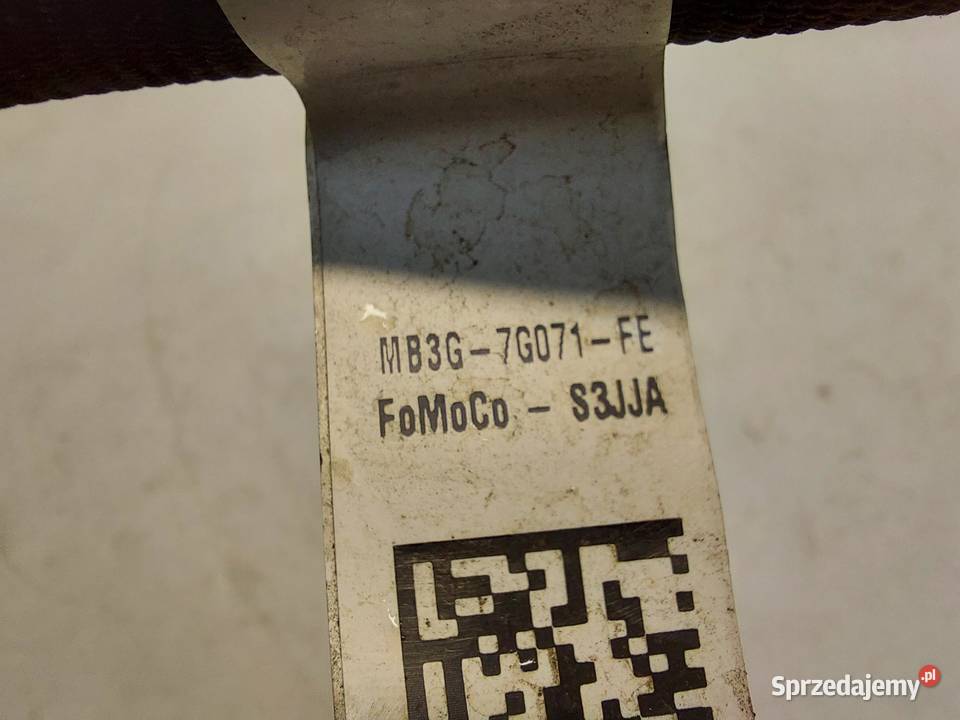 MB3G-7G071-FE
FoMoCo - S3JJA
Sprzedajemy.pl